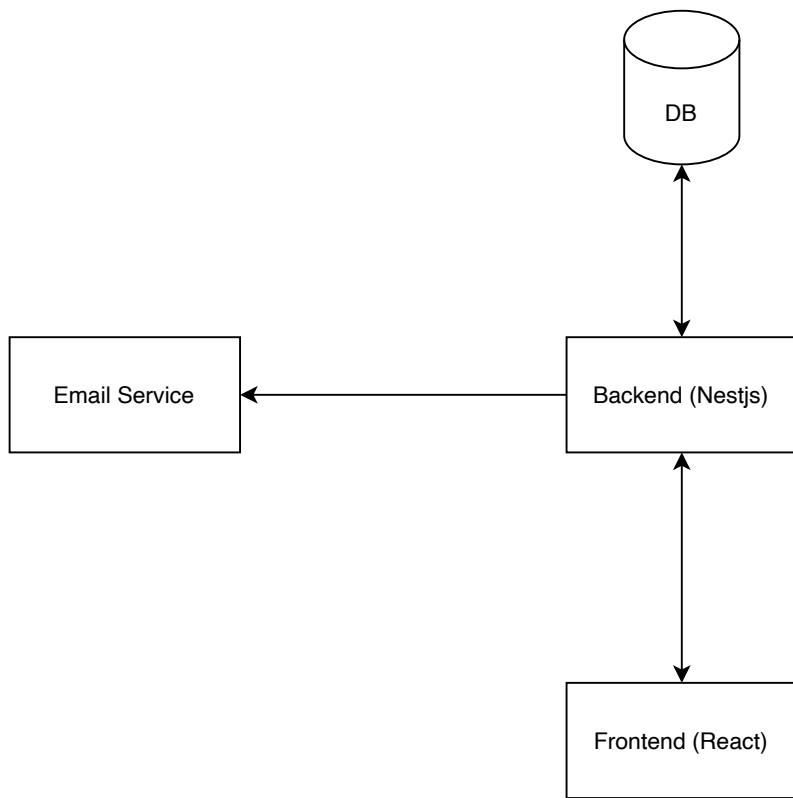 DB
Email Service
Backend (Nestjs)
Frontend (React)